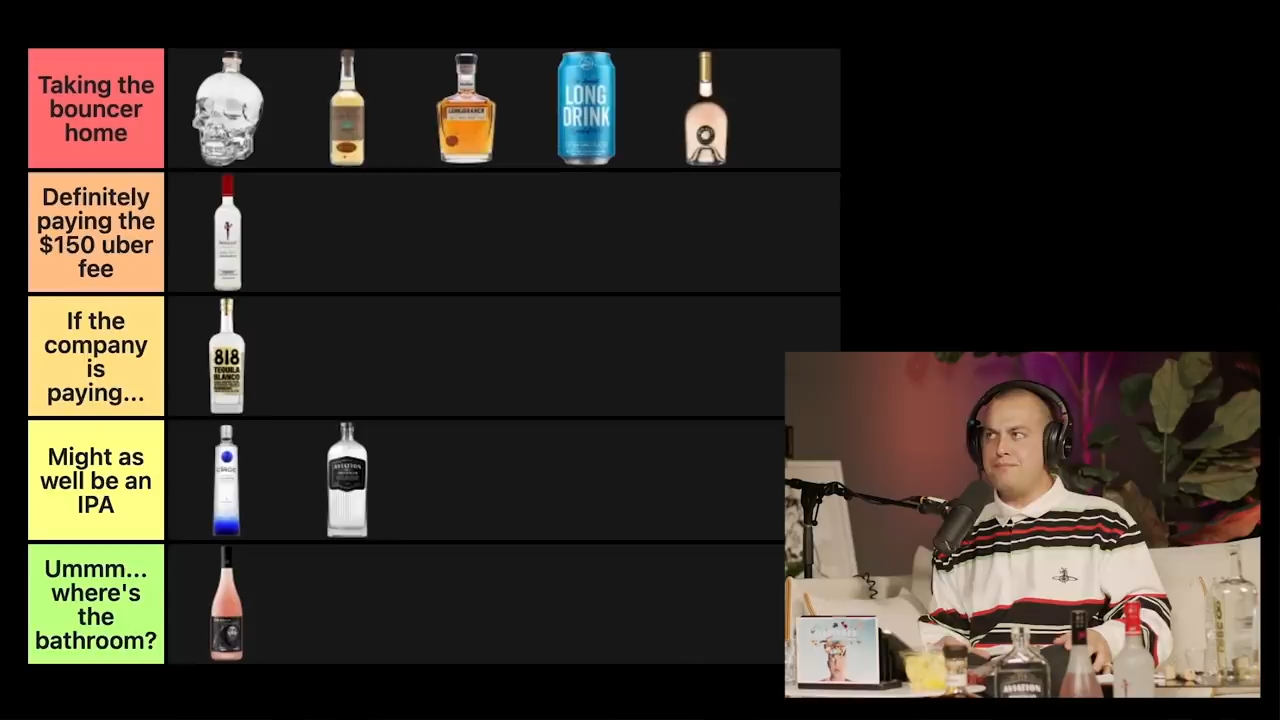 Taking the
bouncer
home
LONGBRANCH
LONG
DRINK
Definitely
paying the
$150 uber
fee
If the
company
is
paying...
818
TEQUILA
BLANCO
Might as
well be an
IPA
CÎROC
AVIATION
Ummm...
where's
the
bathroom?
AVIATION